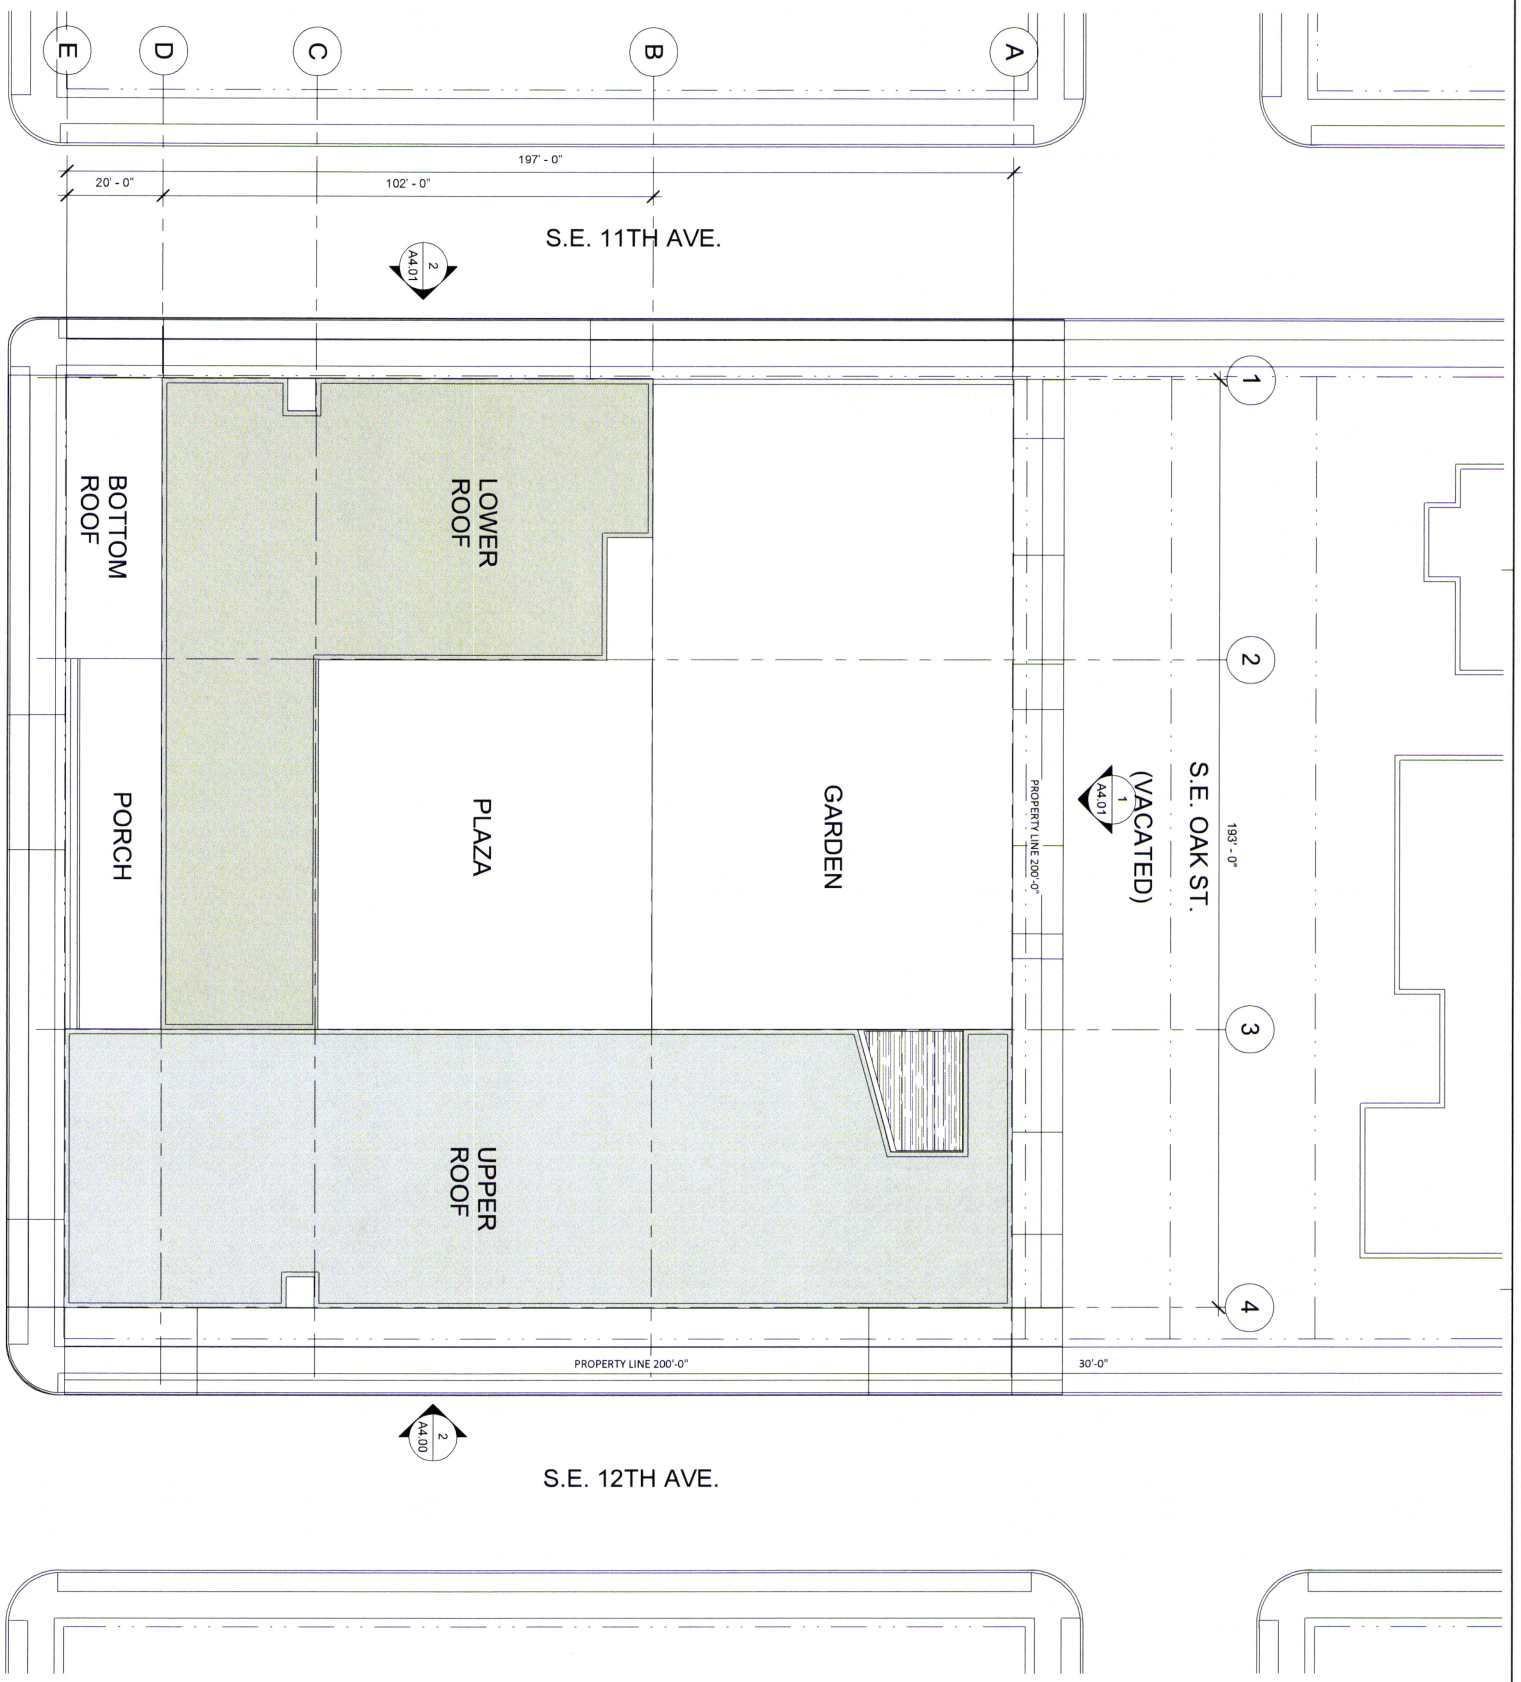 E
D
C
B
A
197' - 0"
20' - 0"
102' - 0"
S.E. 11TH AVE.
2
A4.01
1
2
3
4
BOTTOM
ROOF
LOWER
ROOF
PORCH
PLAZA
GARDEN
PROPERTY LINE 200'-0"
1
A4.01
(VACATED)
S.E. OAK ST.
193' - 0"
UPPER
ROOF
PROPERTY LINE 200'-0"
30'-0"
2
A4.00
S.E. 12TH AVE.